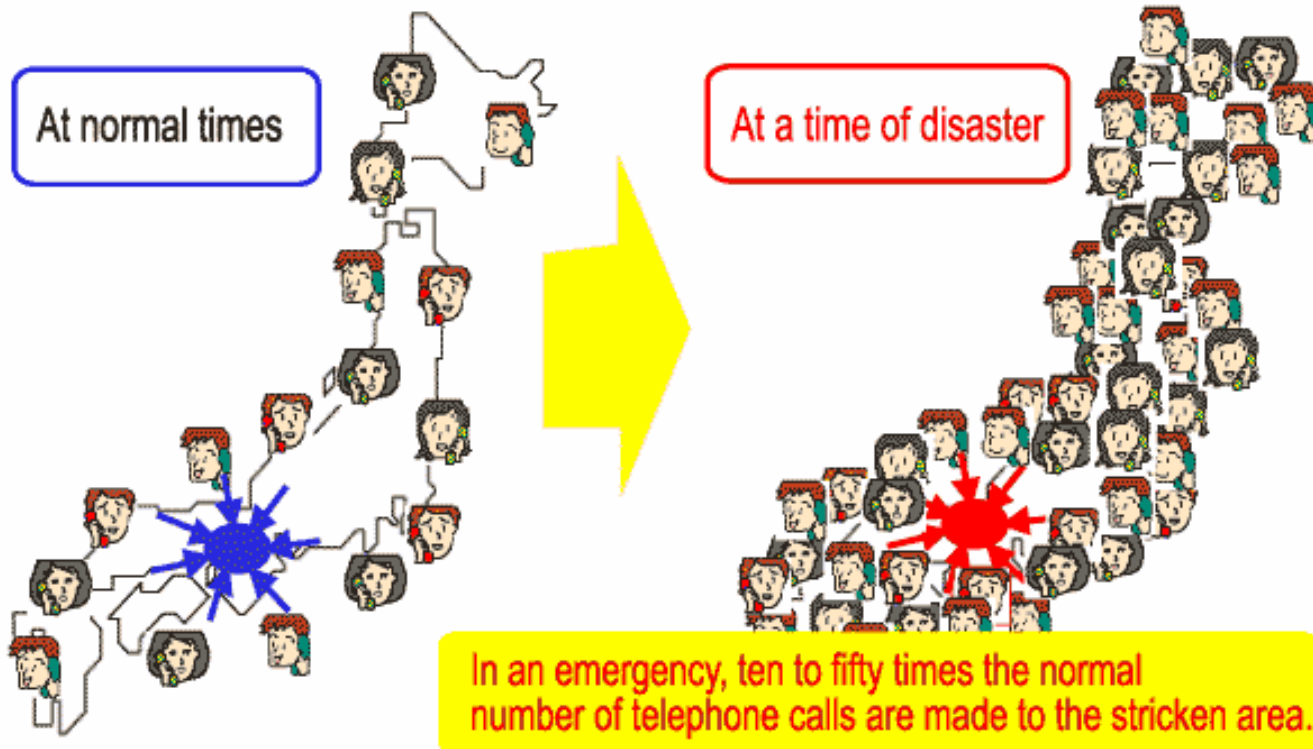 At normal times
At a time of disaster
In an emergency, ten to fifty times the normal
number of telephone calls are made to the stricken area.